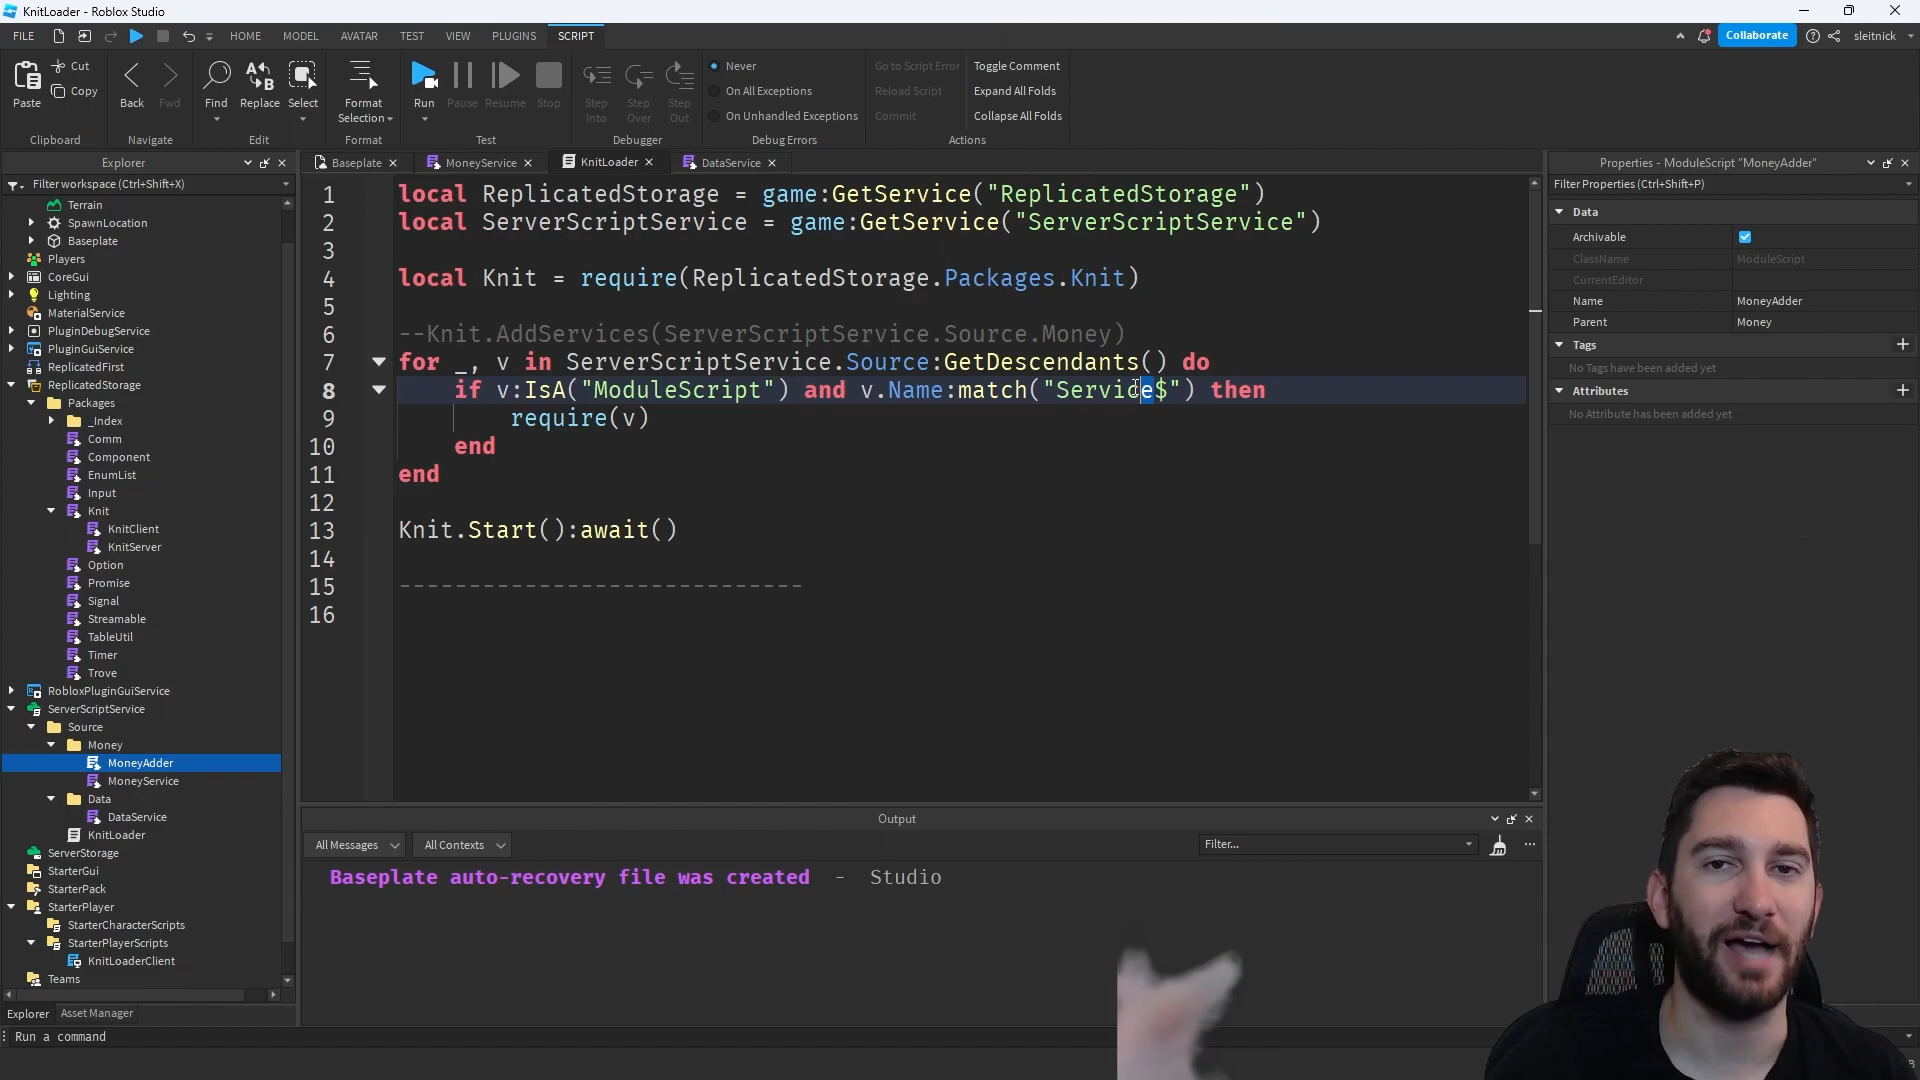 KnitLoader - Roblox Studio
FILE HOME MODEL AVATAR TEST VIEW PLUGINS SCRIPT Collaborate sleitnick
Paste Cut Copy Back Fwd Find Replace Select Format Selection Run Pause Resume Stop Step Into Step Over Step Out
Never
On All Exceptions
On Unhandled Exceptions
Go to Script Error
Reload Script
Commit
Toggle Comment
Expand All Folds
Collapse All Folds
Clipboard Navigate Edit Format Test Debugger Debug Errors Actions
Explorer
Filter workspace (Ctrl+Shift+X)
Terrain
SpawnLocation
Baseplate
Players
CoreGui
Lighting
MaterialService
PluginDebugService
PluginGuiService
ReplicatedFirst
ReplicatedStorage
Packages
_Index
Comm
Component
EnumList
Input
Knit
KnitClient
KnitServer
Option
Promise
Signal
Streamable
TableUtil
Timer
Trove
RobloxPluginGuiService
ServerScriptService
Source
Money
MoneyAdder
MoneyService
Data
DataService
KnitLoader
ServerStorage
StarterGui
StarterPack
StarterPlayer
StarterCharacterScripts
StarterPlayerScripts
KnitLoaderClient
Teams
Explorer Asset Manager
Run a command
Baseplate MoneyService KnitLoader DataService
1 local ReplicatedStorage = game:GetService("ReplicatedStorage")
2 local ServerScriptService = game:GetService("ServerScriptService")
3
4 local Knit = require(ReplicatedStorage.Packages.Knit)
5
6 --Knit.AddServices(ServerScriptService.Source.Money)
7 for _, v in ServerScriptService.Source:GetDescendants() do
8 if v:IsA("ModuleScript") and v.Name:match("Service$") then
9 require(v)
10 end
11 end
12
13 Knit.Start():await()
14
15 -----------------------------
16
Output
All Messages All Contexts Filter...
Baseplate auto-recovery file was created - Studio
Properties - ModuleScript "MoneyAdder"
Filter Properties (Ctrl+Shift+P)
Data
Archivable
ClassName ModuleScript
CurrentEditor
Name MoneyAdder
Parent Money
Tags
No Tags have been added yet
Attributes
No Attribute has been added yet